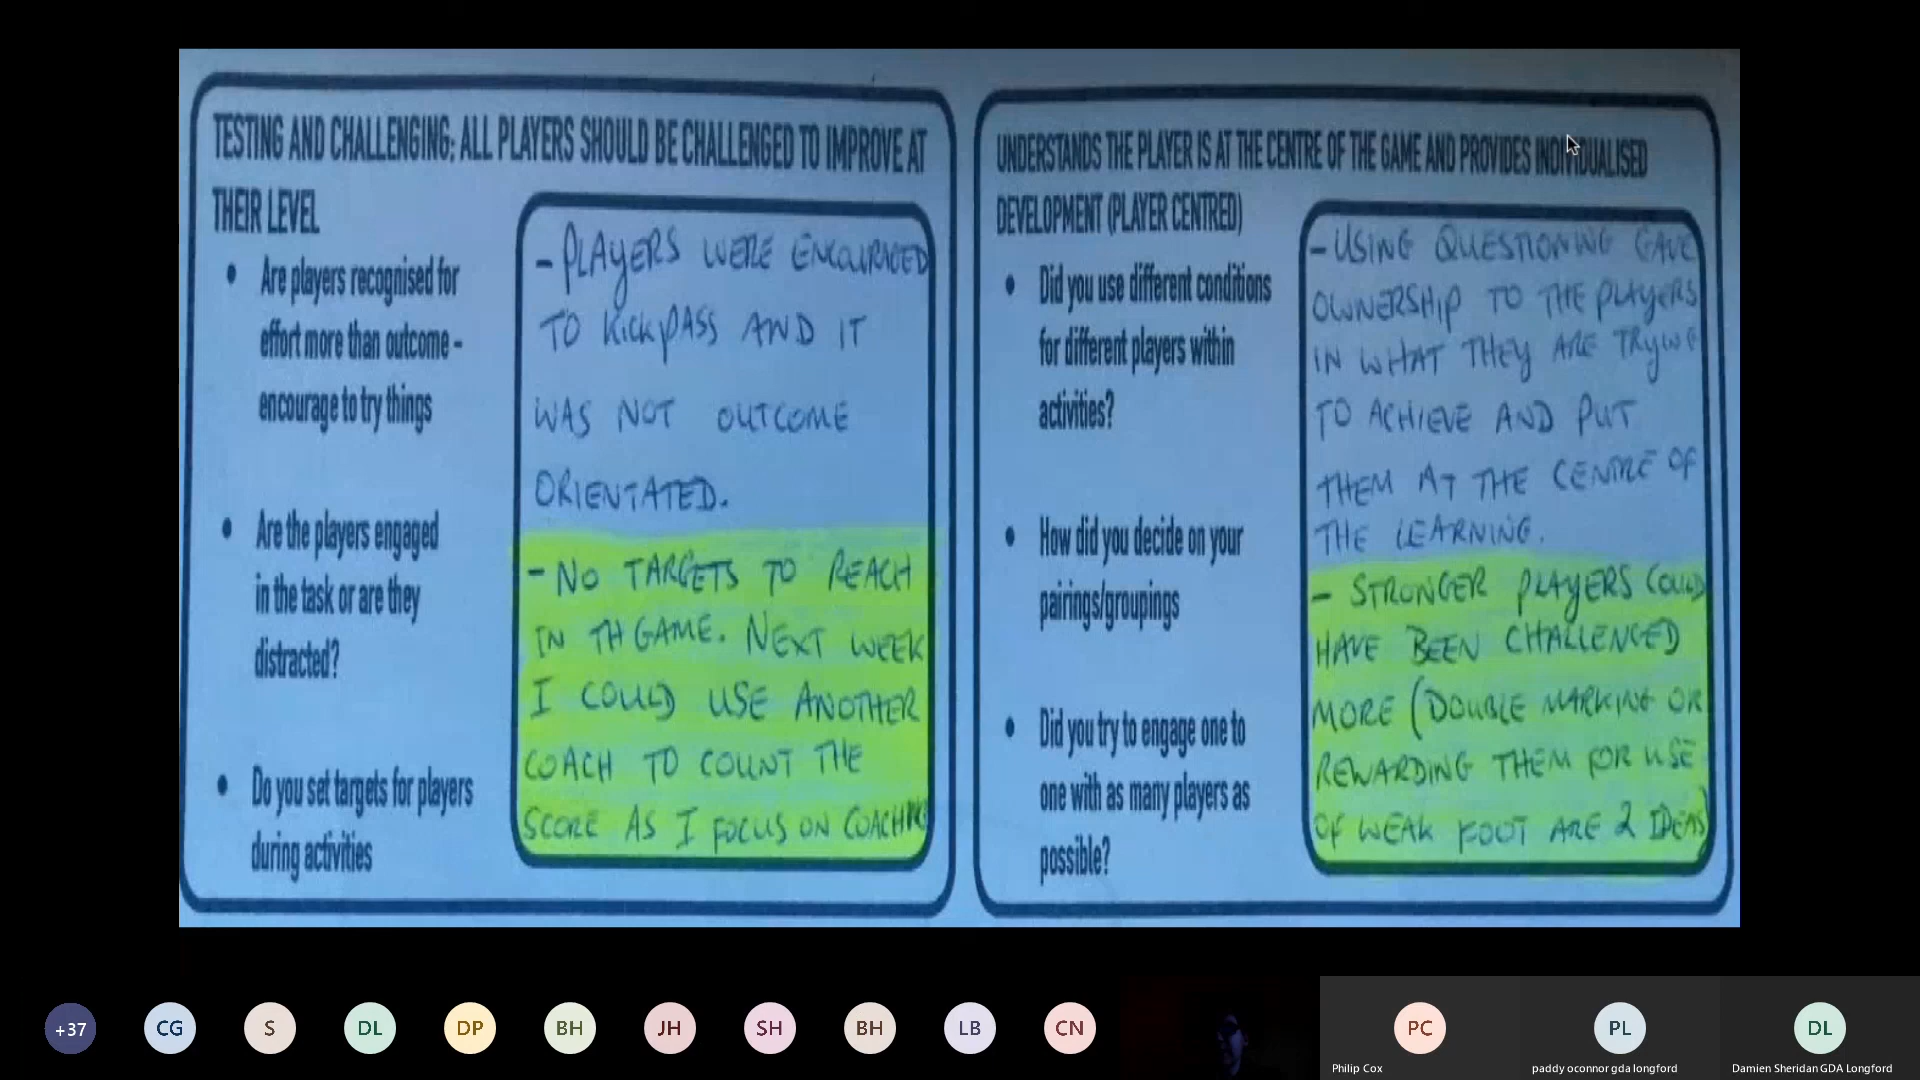 TESTING AND CHALLENGING; ALL PLAYERS SHOULD BE CHALLENGED TO IMPROVE AT
THEIR LEVEL
• Are players recognised for
effort more than outcome –
encourage to try things
• Are the players engaged
in the task or are they
distracted?
• Do you set targets for players
during activities
- PLAYERS WERE ENCOURAGED
TO KICKPASS AND IT
WAS NOT OUTCOME
ORIENTATED.
- NO TARGETS TO REACH
IN TH GAME. NEXT WEEK
I COULD USE ANOTHER
COACH TO COUNT THE
SCORE AS I FOCUS ON COACHING
UNDERSTANDS THE PLAYER IS AT THE CENTRE OF THE GAME AND PROVIDES INDIVIDUALISED
DEVELOPMENT (PLAYER CENTRED)
• Did you use different conditions
for different players within
activities?
• How did you decide on your
pairings/groupings
• Did you try to engage one to
one with as many players as
possible?
- USING QUESTIONING GAVE
OWNERSHIP TO THE PLAYERS
IN WHAT THEY ARE TRYING
TO ACHIEVE AND PUT
THEM AT THE CENTRE OF
THE LEARNING.
- STRONGER PLAYERS COULD
HAVE BEEN CHALLENGED
MORE (DOUBLE MARKING OR
REWARDING THEM FOR USE
OF WEAK FOOT ARE 2 IDEAS)
+37 CG S DL DP BH JH SH BH LB CN PC PL DL
Philip Cox paddy oconnor gda longford Damien Sheridan GDA Longford